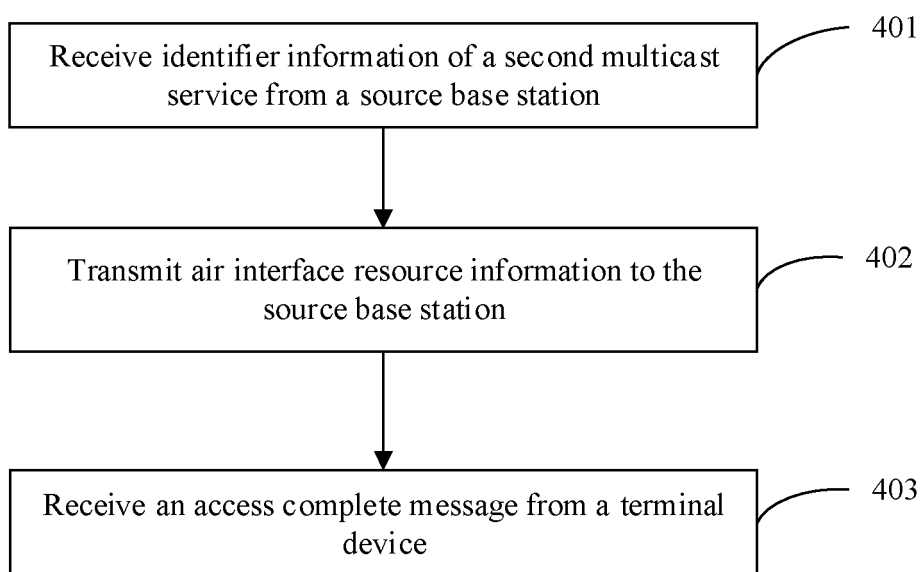 401
Receive identifier information of a second multicast
service from a source base station
402
Transmit air interface resource information to the
source base station
403
Receive an access complete message from a terminal
device